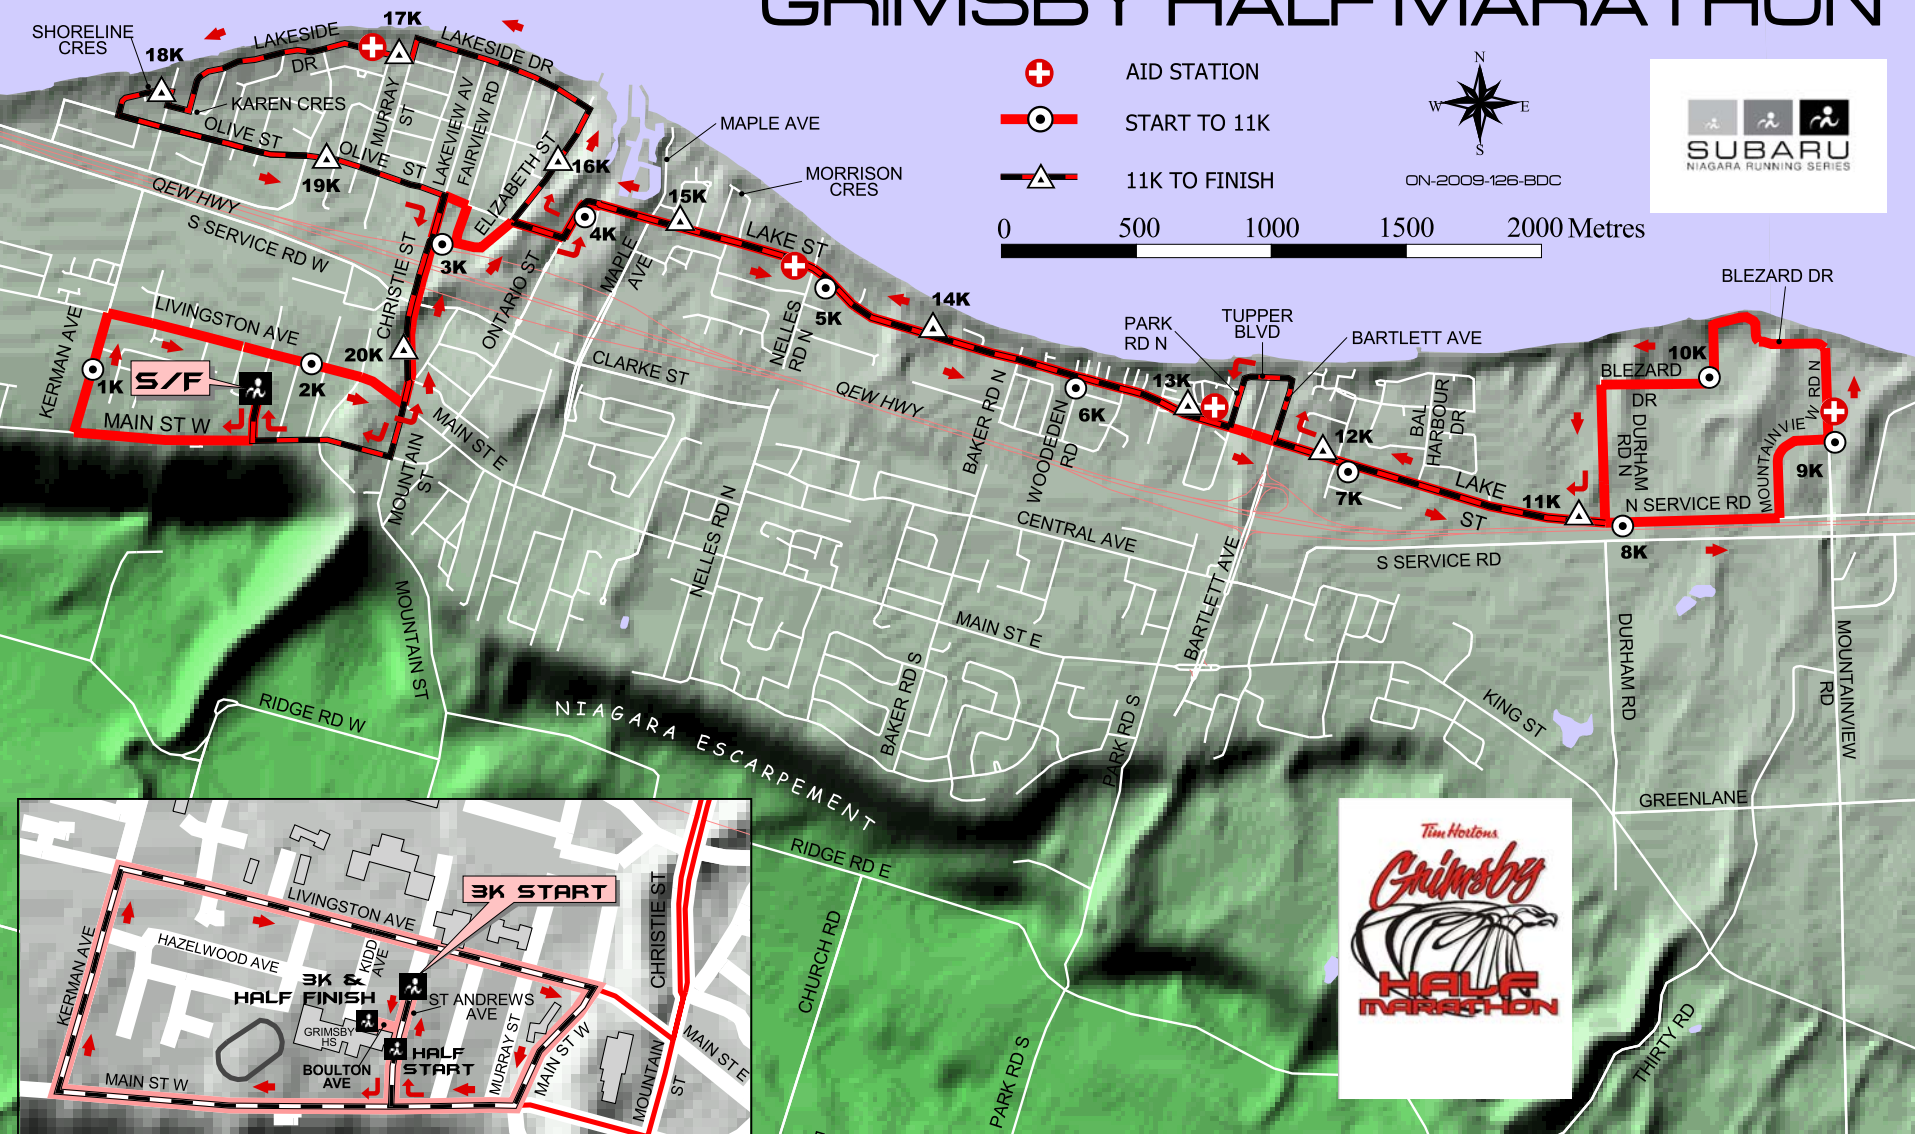 GRIMSBY HALF MARATHON
AID STATION
START TO 11K
11K TO FINISH
N
W
E
S
ON-2009-126-BDC
0 500 1000 1500 2000 Metres
SUBARU
NIAGARA RUNNING SERIES
SHORELINE
CRES
18K
LAKESIDE
DR
17K
LAKESIDE DR
KAREN CRES
MURRAY
ST
LAKEVIEW AV
FAIRVIEW RD
OLIVE ST
OLIVE ST
19K
ELIZABETH ST
16K
MAPLE AVE
MORRISON
CRES
15K
QEW HWY
S SERVICE RD W
CHRISTIE ST
3K
4K
ONTARIO ST
MAPLE
AVE
LAKE ST
NELLES
RD N
5K
14K
KERMAN AVE
LIVINGSTON AVE
1K
S/F
2K
20K
MAIN ST W
MAIN ST E
MOUNTAIN
ST
CLARKE ST
QEW HWY
PARK
RD N
TUPPER
BLVD
BARTLETT AVE
BAKER RD N
WOODEDEN
RD
6K
13K
12K
7K
BAL
HARBOUR
DR
LAKE
ST
11K
BLEZARD DR
10K
BLEZARD
DR
DURHAM
RD N
MOUNTAINVIEW RD N
9K
N SERVICE RD
8K
S SERVICE RD
NELLES RD N
CENTRAL AVE
BARTLETT AVE
MAIN ST E
MOUNTAIN ST
DURHAM RD
MOUNTAINVIEW
RD
RIDGE RD W
NIAGARA ESCARPEMENT
BAKER RD S
PARK RD S
KING ST
GREENLANE
RIDGE RD E
CHURCH RD
PARK RD S
THIRTY RD
Tim Hortons
Grimsby
HALF
MARATHON
3K START
CHRISTIE ST
LIVINGSTON AVE
KERMAN AVE
HAZELWOOD AVE
KIDD
AVE
3K &
HALF FINISH
ST ANDREWS
AVE
GRIMSBY
HS
HALF
START
BOULTON
AVE
MURRAY ST
MAIN ST W
MAIN ST W
MOUNTAIN
ST
MAIN ST E